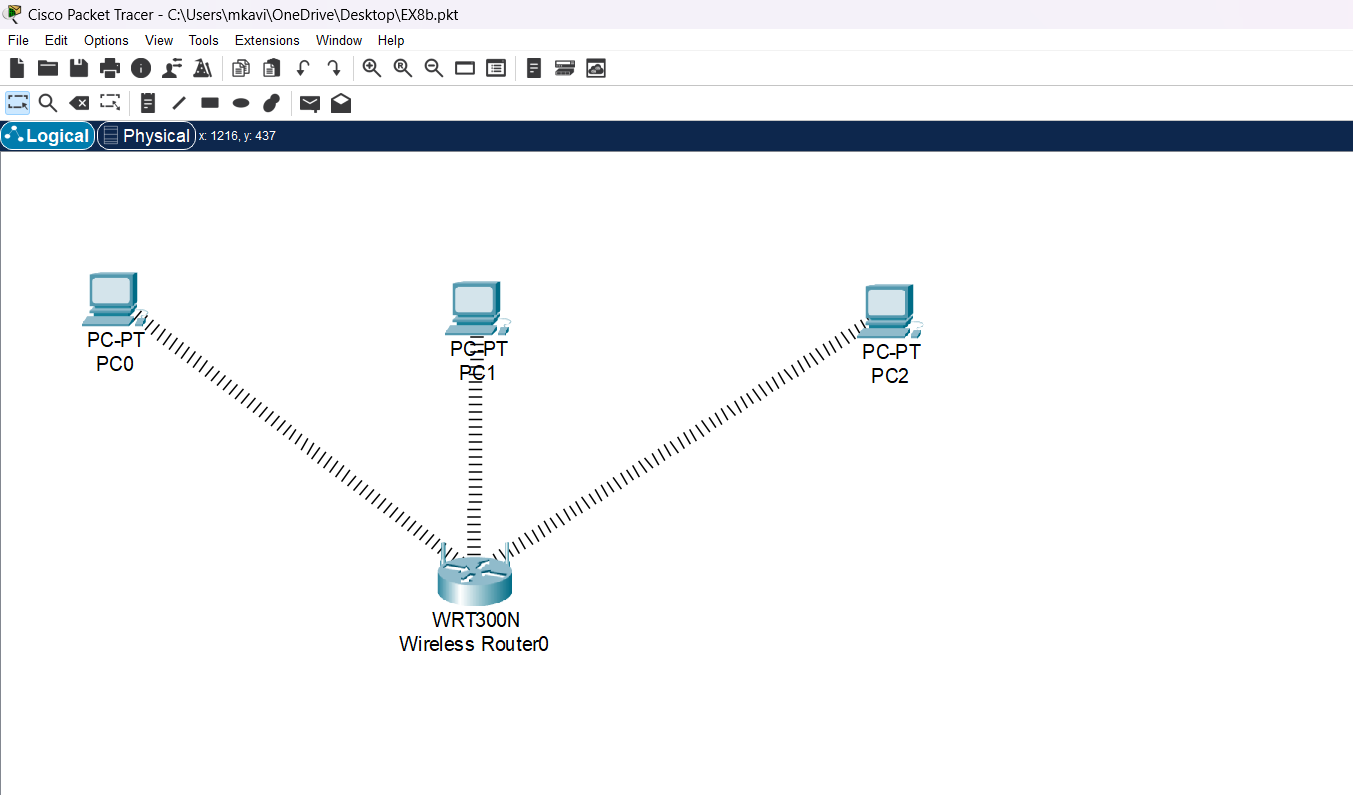 Cisco Packet Tracer - C:\Users\mkavi\OneDrive\Desktop\EX8b.pkt
File Edit Options View Tools Extensions Window Help
Logical Physical x: 1216, y: 437
PC-PT
PC0
PC-PT
PC1
PC-PT
PC2
WRT300N
Wireless Router0